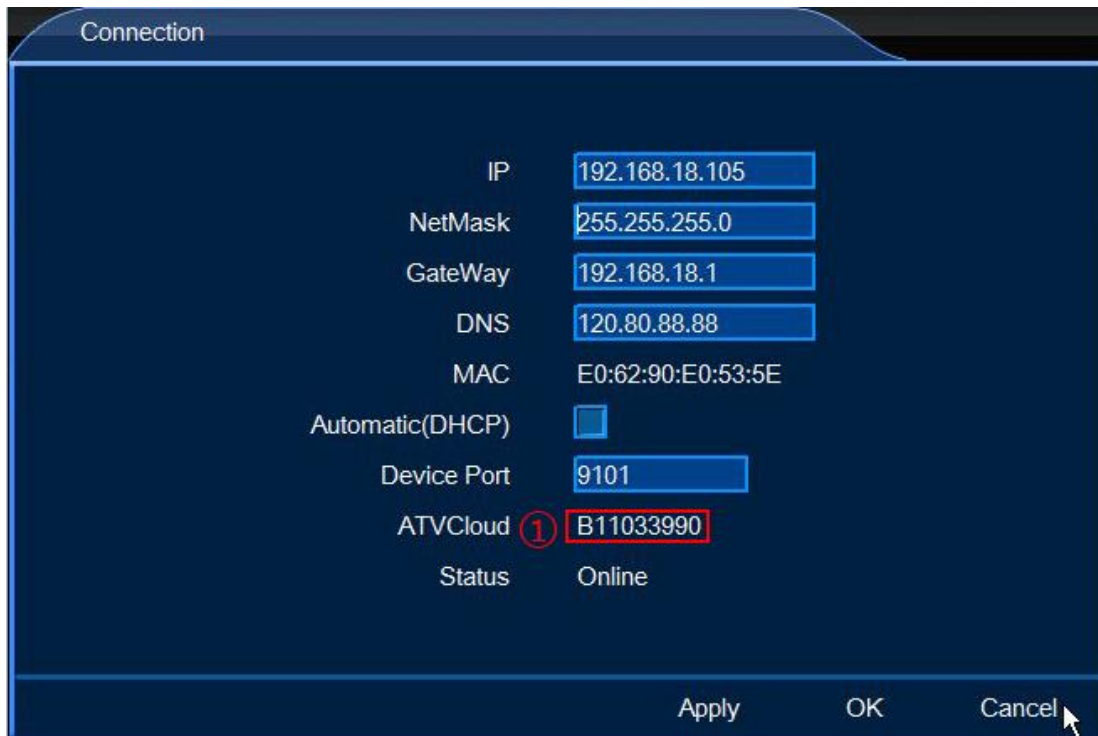 Connection
IP 192.168.18.105
NetMask 255.255.255.0
GateWay 192.168.18.1
DNS 120.80.88.88
MAC E0:62:90:E0:53:5E
Automatic(DHCP)
Device Port 9101
ATVCloud ① B11033990
Status Online
Apply OK Cancel